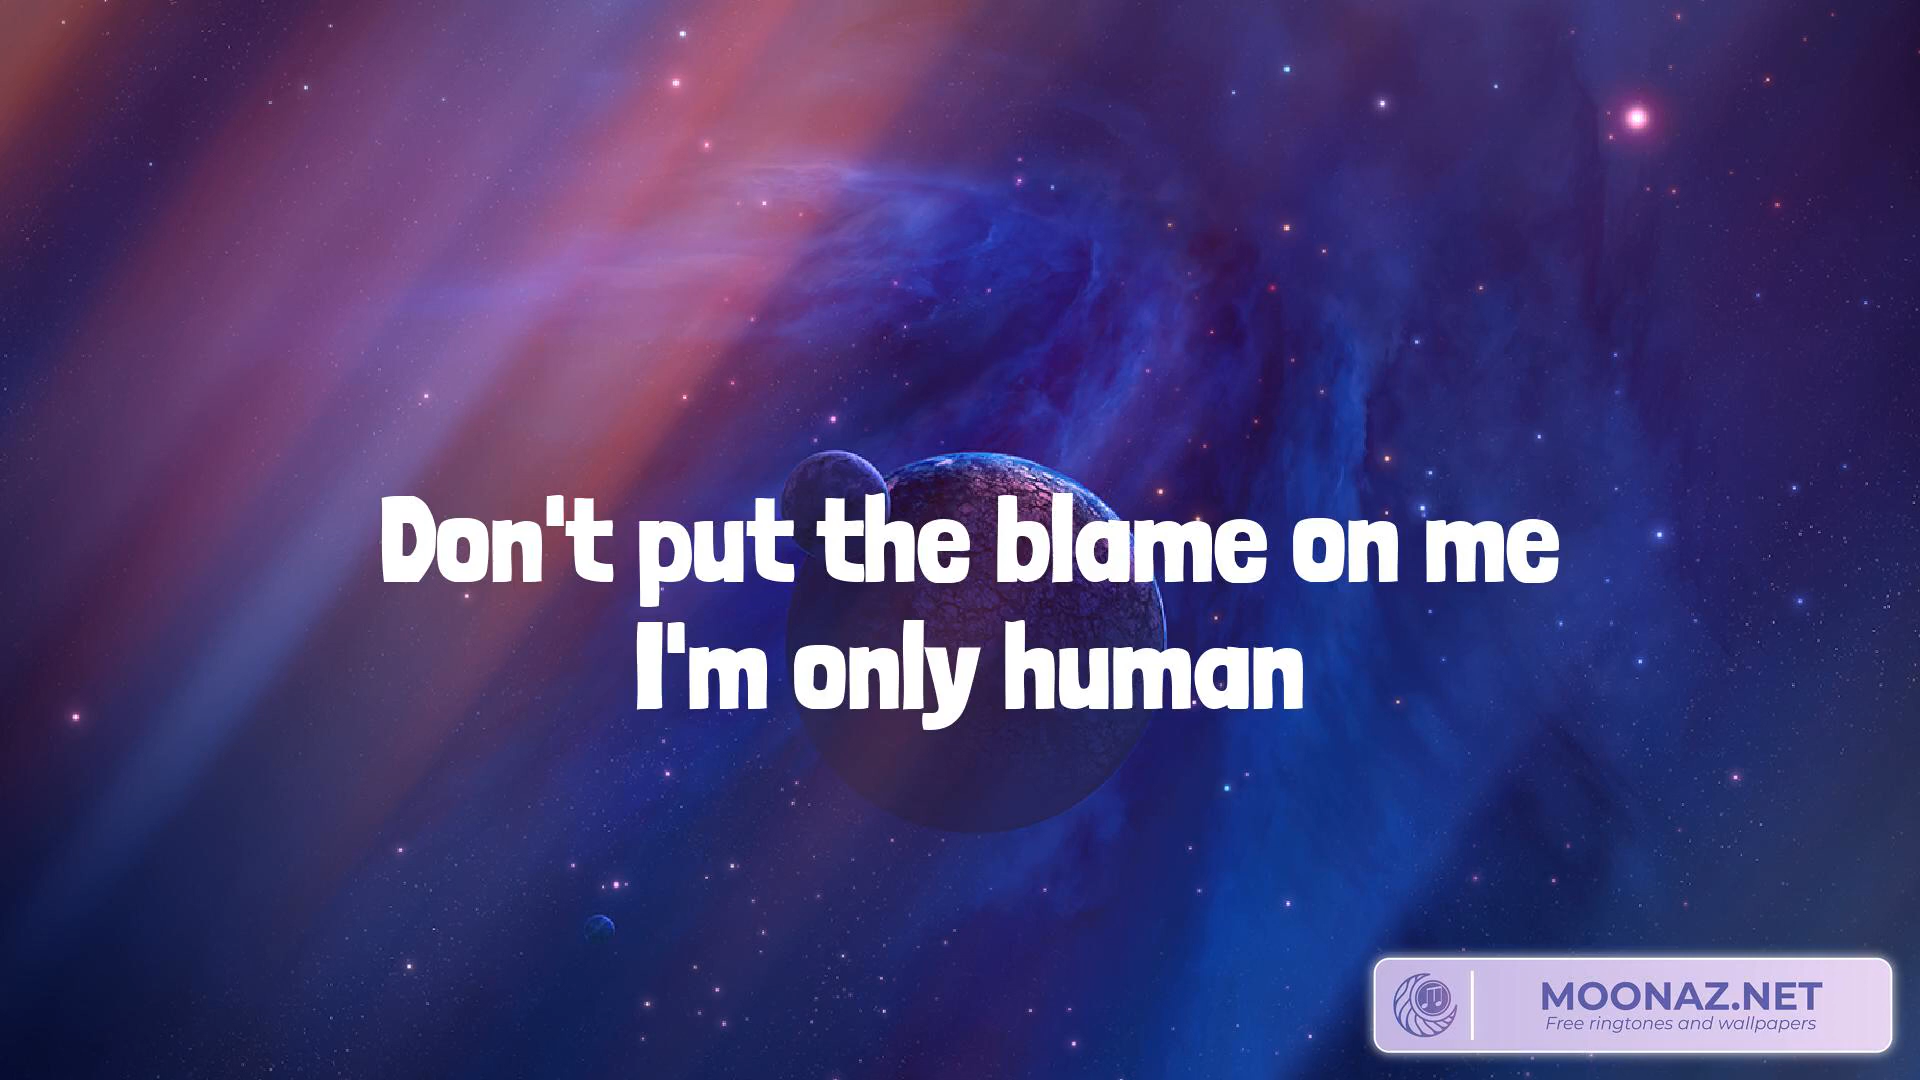 Don't put the blame on me
I'm only human
MOONAZ.NET
Free ringtones and wallpapers